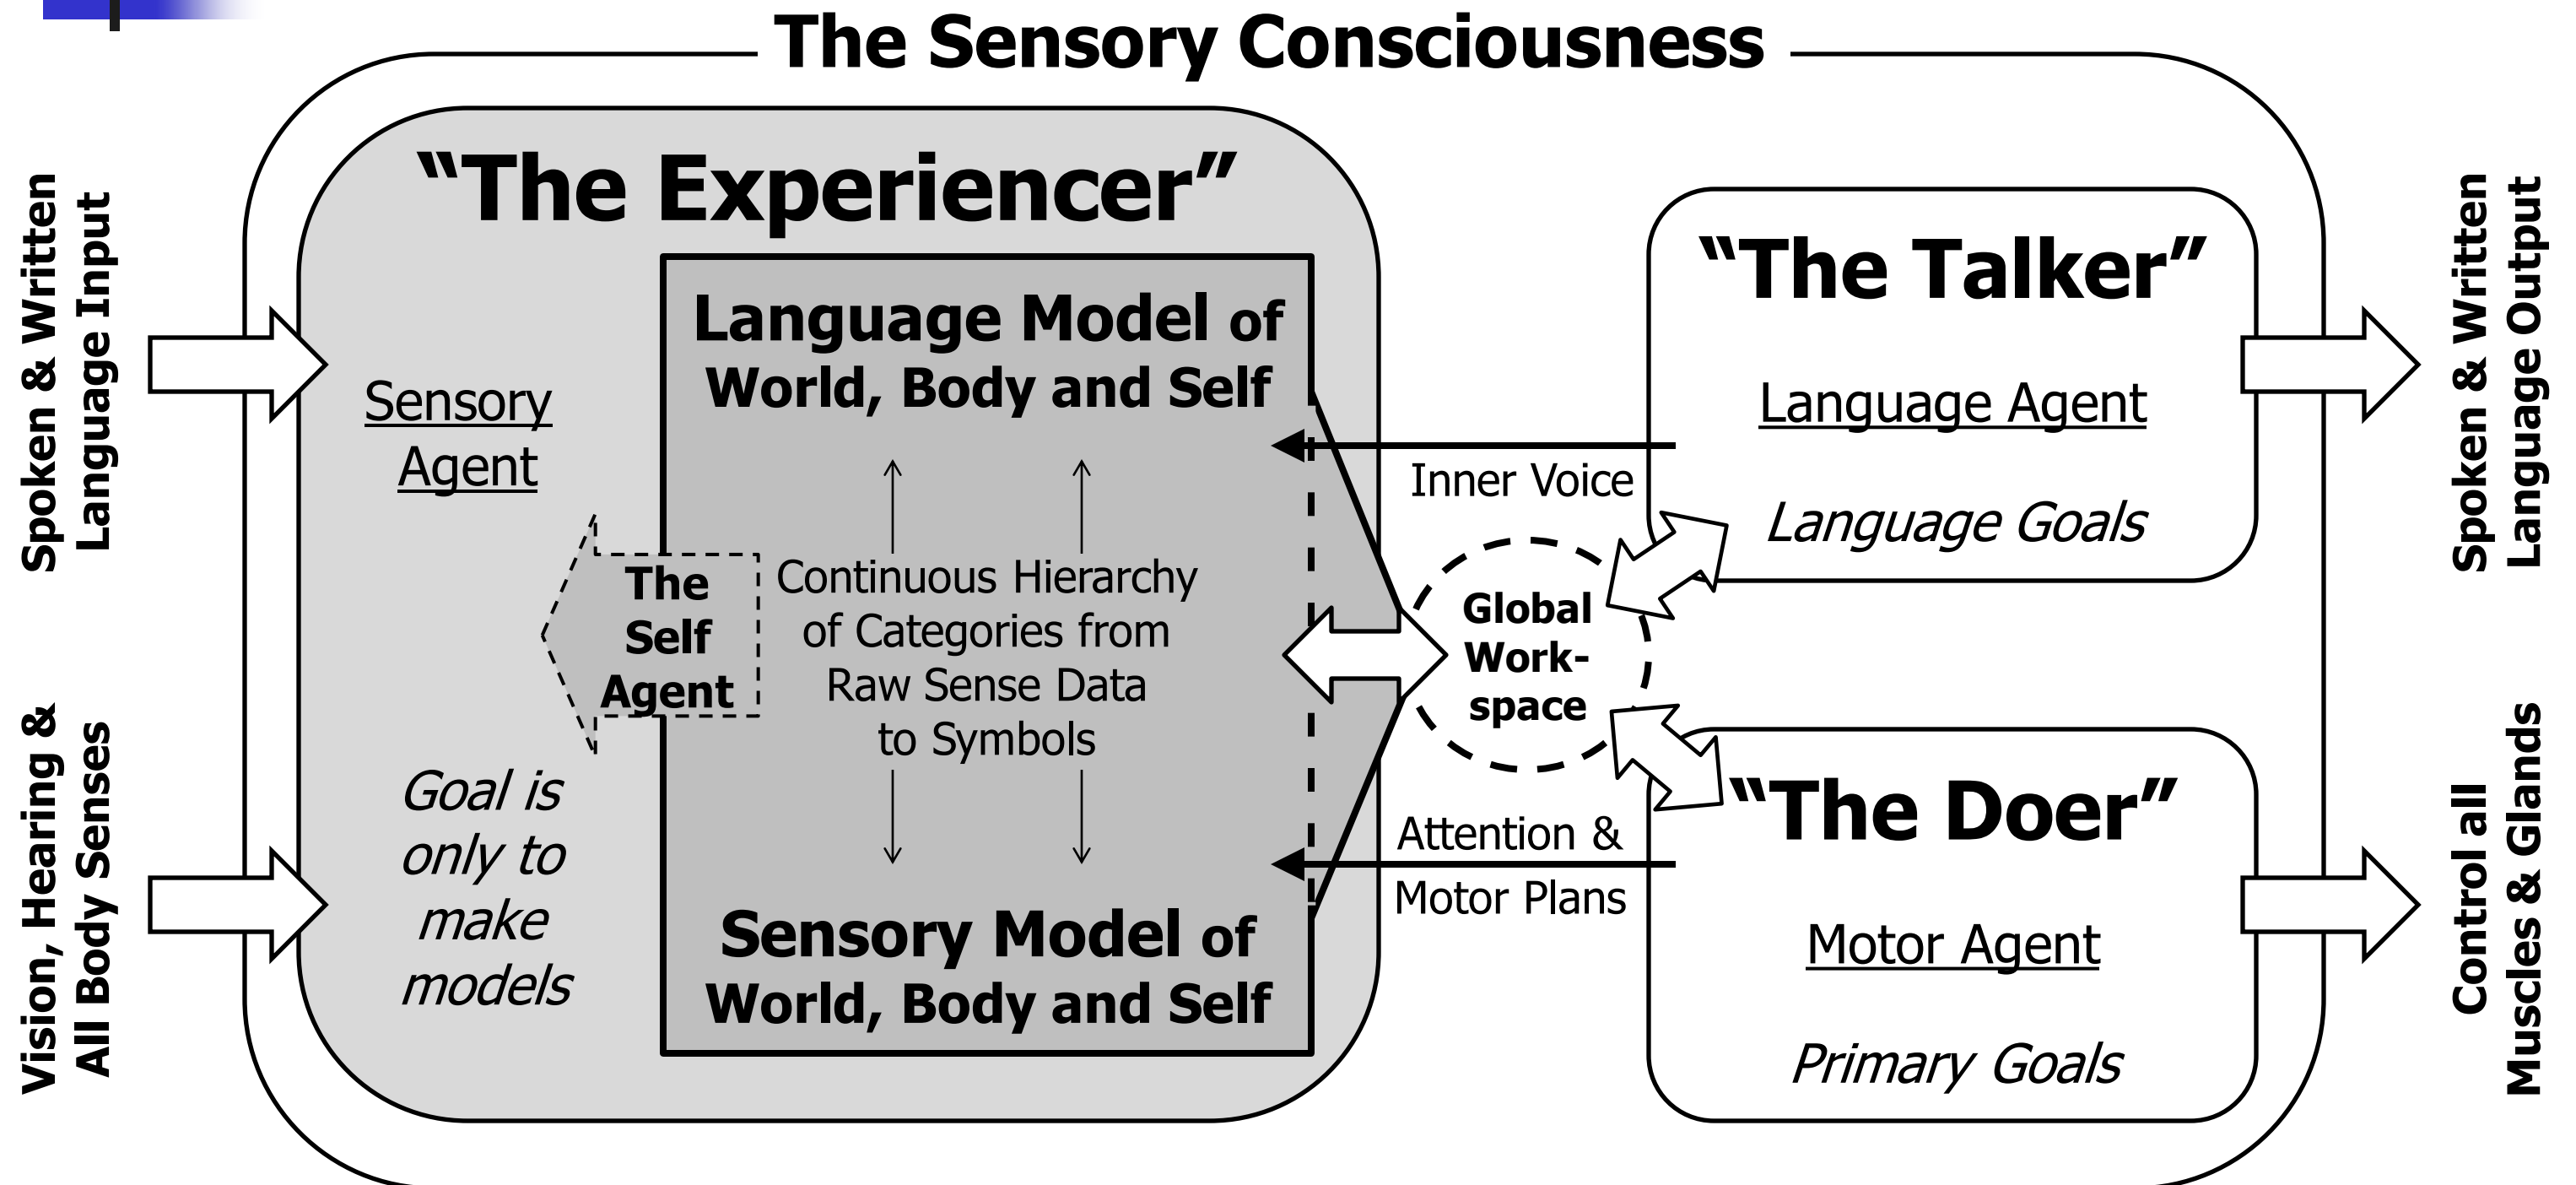 The Sensory Consciousness
Spoken & Written
Language Input
Vision, Hearing &
All Body Senses
“The Experiencer”
Sensory
Agent
Goal is
only to
make
models
The
Self
Agent
Language Model of
World, Body and Self
Continuous Hierarchy
of Categories from
Raw Sense Data
to Symbols
Sensory Model of
World, Body and Self
Inner Voice
Global
Work-
space
Attention &
Motor Plans
“The Talker”
Language Agent
Language Goals
“The Doer”
Motor Agent
Primary Goals
Spoken & Written
Language Output
Control all
Muscles & Glands